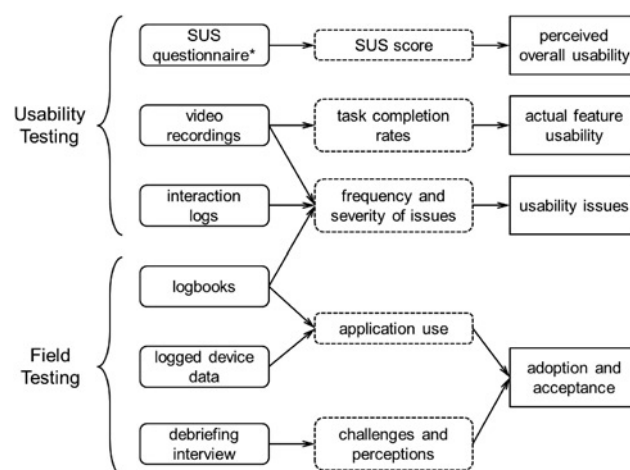 SUS
questionnaire*
SUS score
perceived
overall usability
Usability
Testing
video
recordings
task completion
rates
actual feature
usability
interaction
logs
frequency and
severity of issues
usability issues
Field
Testing
logbooks
application use
logged device
data
adoption and
acceptance
debriefing
interview
challenges and
perceptions